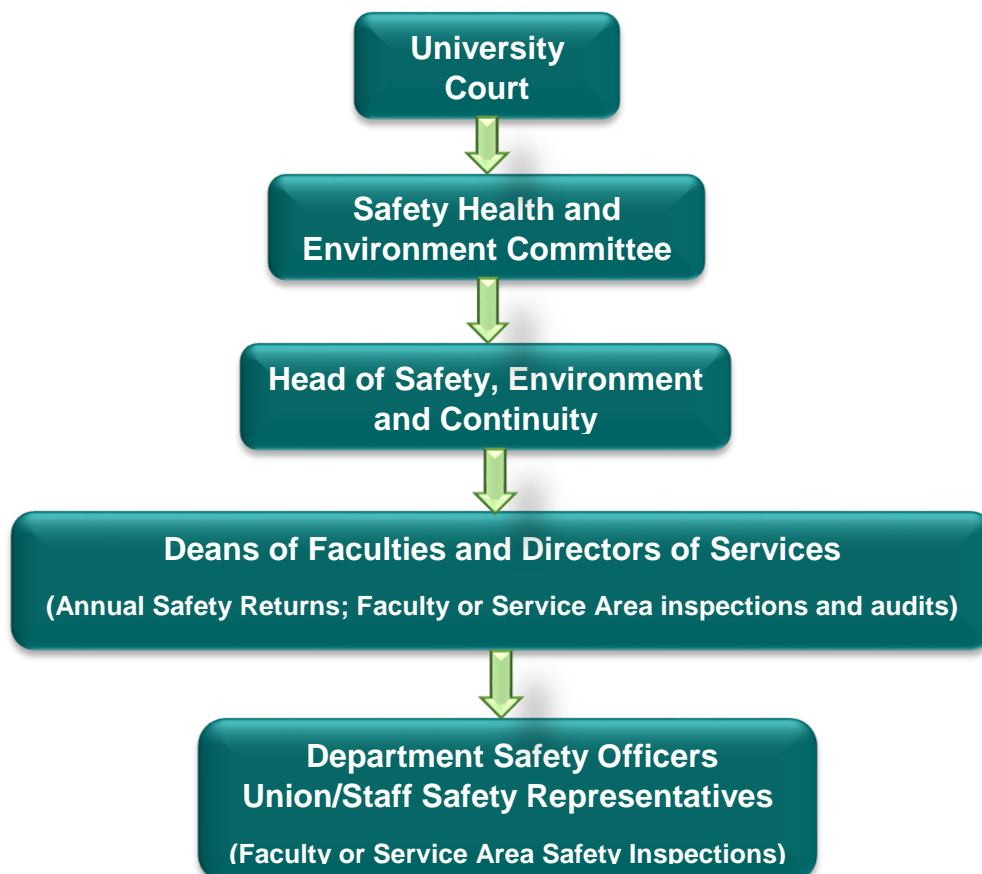 University
Court
Safety Health and
Environment Committee
Head of Safety, Environment
and Continuity
Deans of Faculties and Directors of Services
(Annual Safety Returns; Faculty or Service Area inspections and audits)
Department Safety Officers
Union/Staff Safety Representatives
(Faculty or Service Area Safety Inspections)